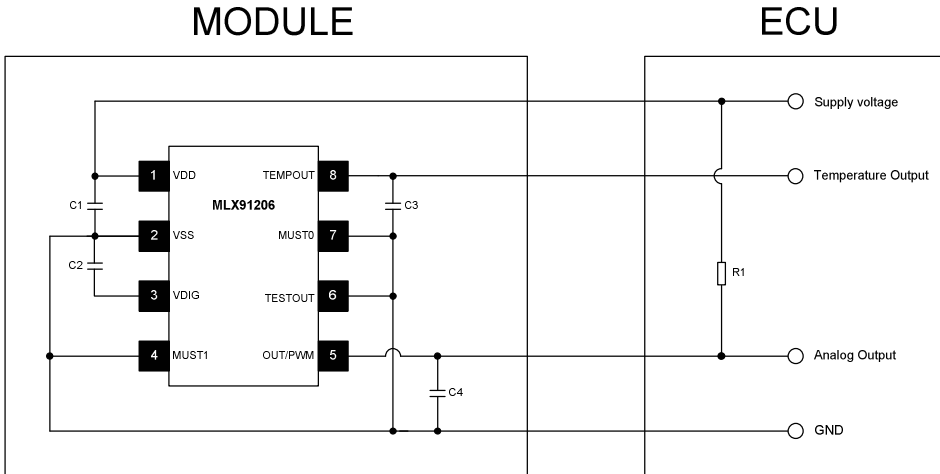 MODULE
ECU
Supply voltage
1 VDD TEMPOUT 8
Temperature Output
MLX91206
C1
C3
2 VSS MUST0 7
C2
R1
3 VDIG TESTOUT 6
4 MUST1 OUT/PWM 5
Analog Output
C4
GND